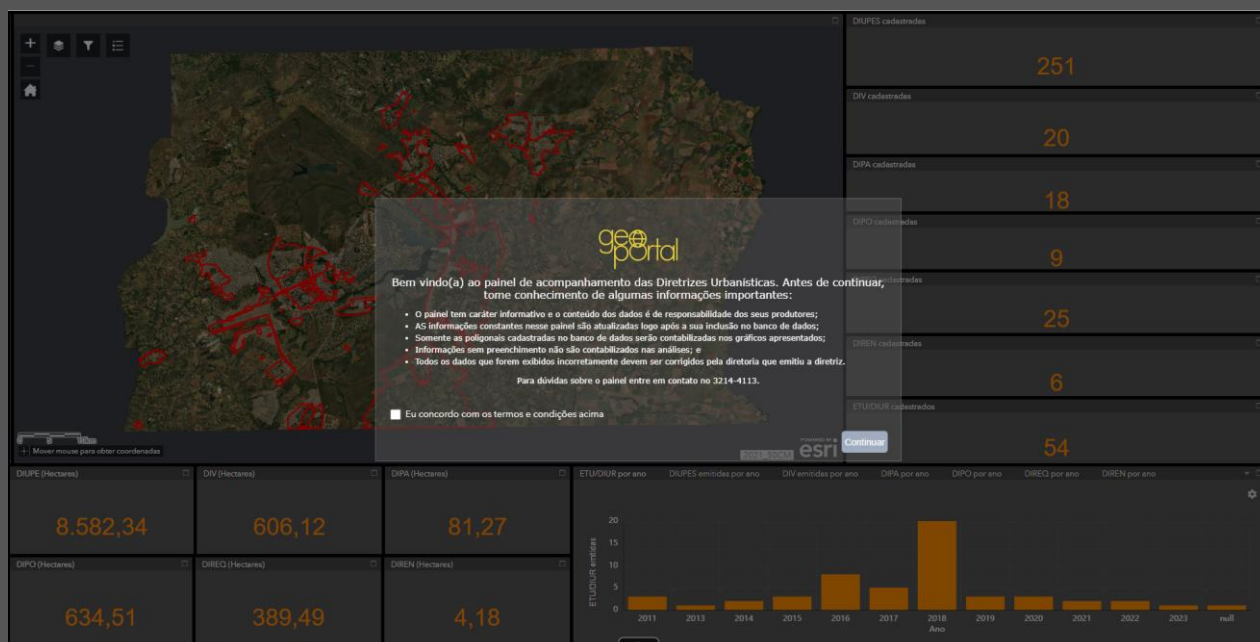 DIUPES cadastradas
251
DIV cadastradas
20
DIPA cadastradas
18
DIPO cadastradas
9
cadastradas
25
DIREN cadastradas
6
ETU/DIUR cadastrados
54
geo
portal
Bem vindo(a) ao painel de acompanhamento das Diretrizes Urbanísticas. Antes de continuar,
tome conhecimento de algumas informações importantes:
• O painel tem caráter informativo e o conteúdo dos dados é de responsabilidade dos seus produtores;
• AS informações constantes nesse painel são atualizadas logo após a sua inclusão no banco de dados;
• Somente as poligonais cadastradas no banco de dados serão contabilizadas nos gráficos apresentados;
• Informações sem preenchimento não são contabilizados nas análises; e
• Todos os dados que forem exibidos incorretamente devem ser corrigidos pela diretoria que emitiu a diretriz.
Para dúvidas sobre o painel entre em contato no 3214-4113.
Eu concordo com os termos e condições acima
Continuar
POWERED BY
esri
2021_50CM
Mover mouse para obter coordenadas
DIUPE (Hectares)
8.582,34
DIV (Hectares)
606,12
DIPA (Hectares)
81,27
DIPO (Hectares)
634,51
DIREQ (Hectares)
389,49
DIREN (Hectares)
4,18
ETU/DIUR por ano DIUPES emitidas por ano DIV emitidas por ano DIPA por ano DIPO por ano DIREQ por ano DIREN por ano
ETU/DIUR emitidas
20
15
10
5
0
2011 2013 2014 2015 2016 2017 2018 2019 2020 2021 2022 2023 null
Ano